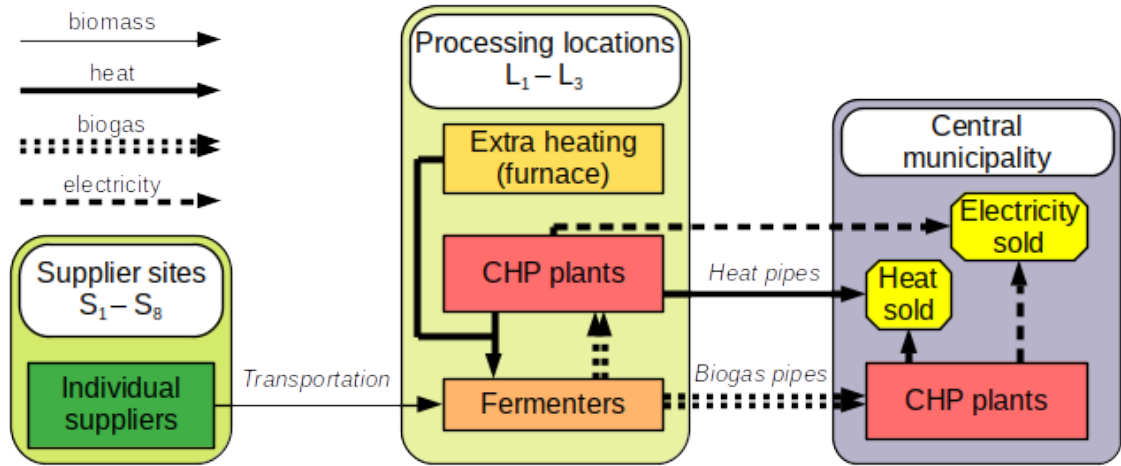 biomass
heat
biogas
electricity
Supplier sites
S₁ – S₈
Individual
suppliers
Transportation
Processing locations
L₁ – L₃
Extra heating
(furnace)
CHP plants
Fermenters
Heat pipes
Biogas pipes
Central
municipality
Electricity
sold
Heat
sold
CHP plants